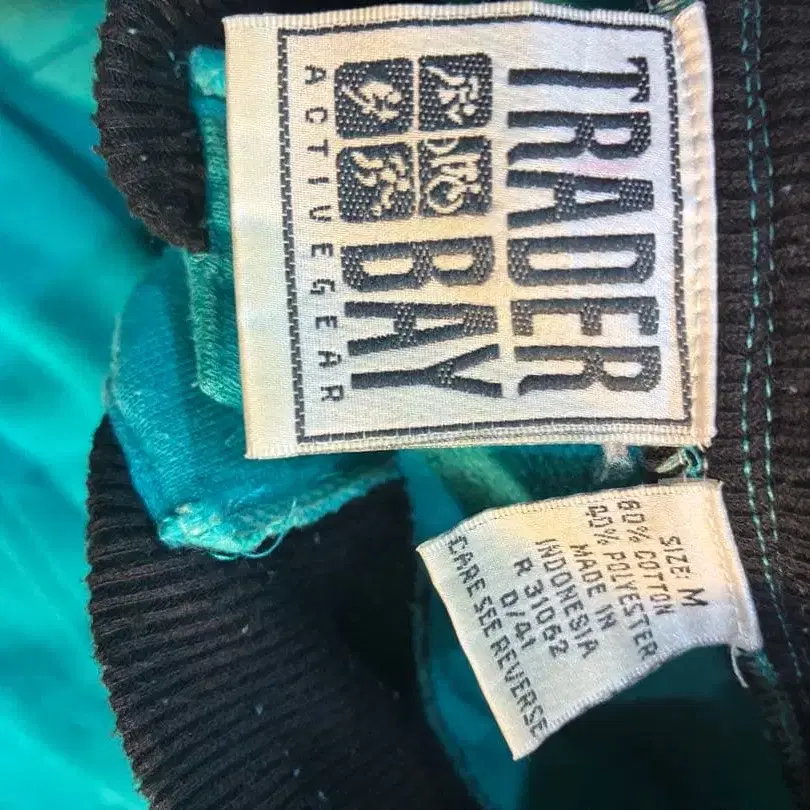 TRADER
BAY
ACTIVEGEAR
SIZE: M
60% COTTON
40% POLYESTER
MADE IN
INDONESIA
R 31062
D/41
CARE SEE REVERSE